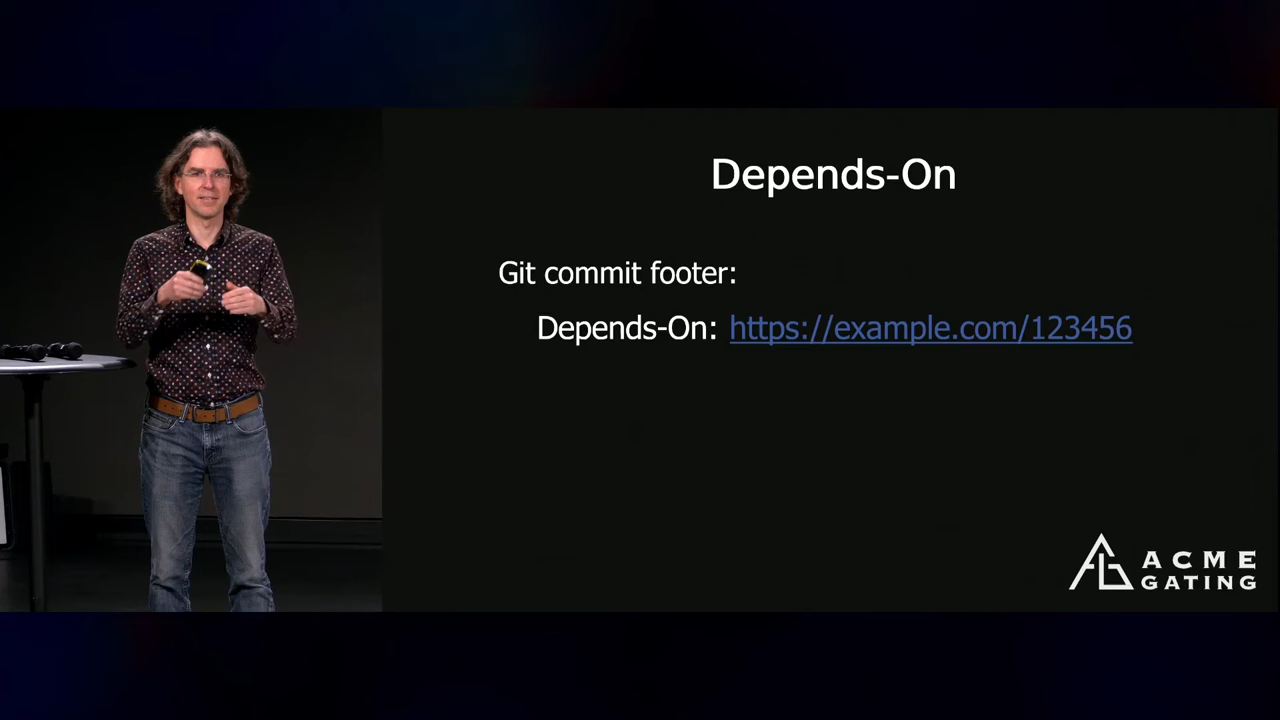 Depends-On
Git commit footer:
Depends-On: https://example.com/123456
ACME
GATING